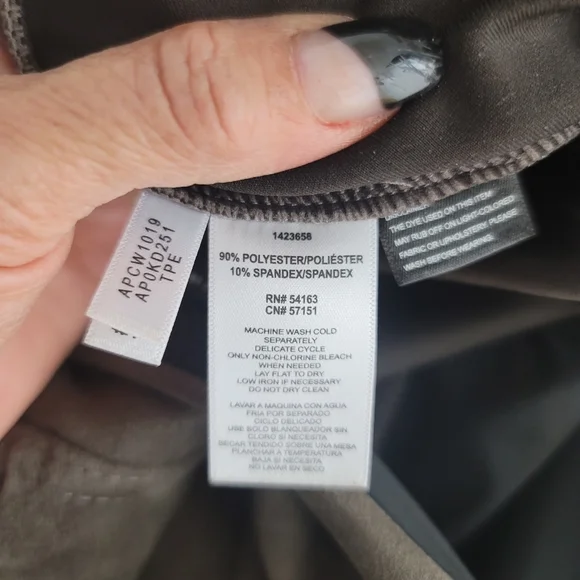 APCW1019
AP0KD251
TPE
1423658
90% POLYESTER/POLIÉSTER
10% SPANDEX/SPANDEX
RN# 54163
CN# 57151
MACHINE WASH COLD
SEPARATELY
DELICATE CYCLE
ONLY NON-CHLORINE BLEACH
WHEN NEEDED
LAY FLAT TO DRY
LOW IRON IF NECESSARY
DO NOT DRY CLEAN
LAVAR A MAQUINA CON AGUA
FRIA POR SEPARADO
CICLO DELICADO
USE SOLO BLANQUEADOR SIN
CLORO SI NECESITA
SECAR TENDIDO SOBRE UNA MESA
PLANCHAR A TEMPERATURA
BAJA SI NECESITA
NO LAVAR EN SECO
THE DYE USED ON THIS ITEM
MAY RUB OFF ON LIGHT-COLORED
FABRIC OR UPHOLSTERY. PLEASE
WASH BEFORE WEARING.